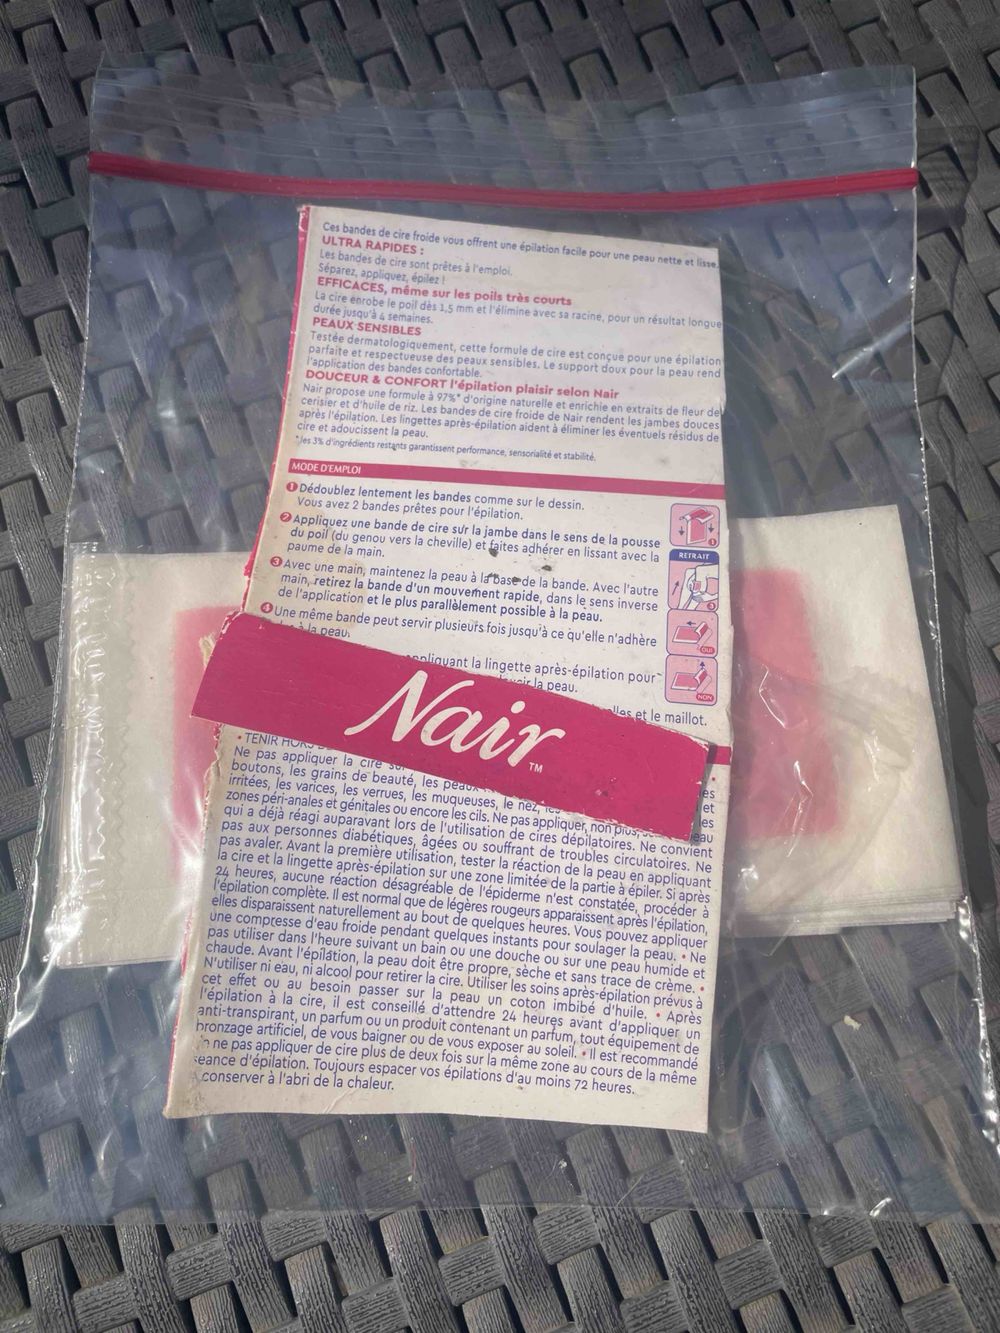 Ces bandes de cire froide vous offrent une épilation facile pour une peau nette et lisse.
ULTRA RAPIDES :
Les bandes de cire sont prêtes à l'emploi.
Séparez, appliquez, épilez !
EFFICACES, même sur les poils très courts
La cire enrobe le poil dès 1,5 mm et l'élimine avec sa racine, pour un résultat longue
durée jusqu'à 4 semaines.
PEAUX SENSIBLES
Testée dermatologiquement, cette formule de cire est conçue pour une épilation
parfaite et respectueuse des peaux sensibles. Le support doux pour la peau rend
l'application des bandes confortable.
DOUCEUR & CONFORT l'épilation plaisir selon Nair
Nair propose une formule à 97%* d'origine naturelle et enrichie en extraits de fleur de
cerisier et d'huile de riz. Les bandes de cire froide de Nair rendent les jambes douces
après l'épilation. Les lingettes après-épilation aident à éliminer les éventuels résidus de
cire et adoucissent la peau.
*les 3% d'ingrédients restants garantissent performance, sensorialité et stabilité.
MODE D'EMPLOI
1 Dédoublez lentement les bandes comme sur le dessin.
Vous avez 2 bandes prêtes pour l'épilation.
2 Appliquez une bande de cire sur la jambe dans le sens de la pousse
du poil (du genou vers la cheville) et faites adhérer en lissant avec la
paume de la main.
3 Avec une main, maintenez la peau à la base de la bande. Avec l'autre
main, retirez la bande d'un mouvement rapide, dans le sens inverse
de l'application et le plus parallèlement possible à la peau.
4 Une même bande peut servir plusieurs fois jusqu'à ce qu'elle n'adhère
à la peau.
1
RETRAIT
3
OUI
NON
appliquant la lingette après-épilation pour
la peau.
et le maillot.
Nair™
• TENIR HORS
Ne pas appliquer la cire
boutons, les grains de beauté, les peaux et
irritées, les varices, les verrues, les muqueuses, le nez, les
zones péri-anales et génitales ou encore les cils. Ne pas appliquer, non plus,
qui a déjà réagi auparavant lors de l'utilisation de cires dépilatoires. Ne convient
pas aux personnes diabétiques, âgées ou souffrant de troubles circulatoires. Ne
pas avaler. Avant la première utilisation, tester la réaction de la peau en appliquant
la cire et la lingette après-épilation sur une zone limitée de la partie à épiler. Si après
24 heures, aucune réaction désagréable de l'épiderme n'est constatée, procéder à
l'épilation complète. Il est normal que de légères rougeurs apparaissent après l'épilation,
elles disparaissent naturellement au bout de quelques heures. Vous pouvez appliquer
une compresse d'eau froide pendant quelques instants pour soulager la peau. • Ne
pas utiliser dans l'heure suivant un bain ou une douche ou sur une peau humide et
chaude. Avant l'épilation, la peau doit être propre, sèche et sans trace de crème. •
N'utiliser ni eau, ni alcool pour retirer la cire. Utiliser les soins après-épilation prévus à
cet effet ou au besoin passer sur la peau un coton imbibé d'huile. • Après
l'épilation à la cire, il est conseillé d'attendre 24 heures avant d'appliquer un
anti-transpirant, un parfum ou un produit contenant un parfum, tout équipement de
bronzage artificiel, de vous baigner ou de vous exposer au soleil. • Il est recommandé
ne pas appliquer de cire plus de deux fois sur la même zone au cours de la même
séance d'épilation. Toujours espacer vos épilations d'au moins 72 heures.
conserver à l'abri de la chaleur.